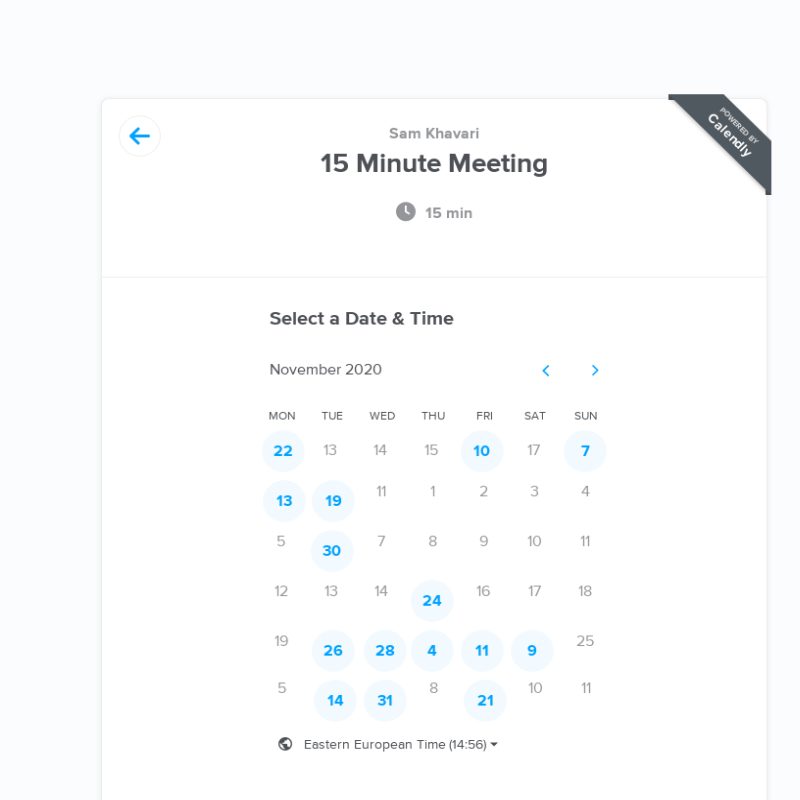 POWERED BY
Calendly
Sam Khavari
15 Minute Meeting
15 min
Select a Date & Time
November 2020
MON TUE WED THU FRI SAT SUN
22 13 14 15 10 17 7
13 19 11 1 2 3 4
5 30 7 8 9 10 11
12 13 14 24 16 17 18
19 26 28 4 11 9 25
5 14 31 8 21 10 11
Eastern European Time (14:56)